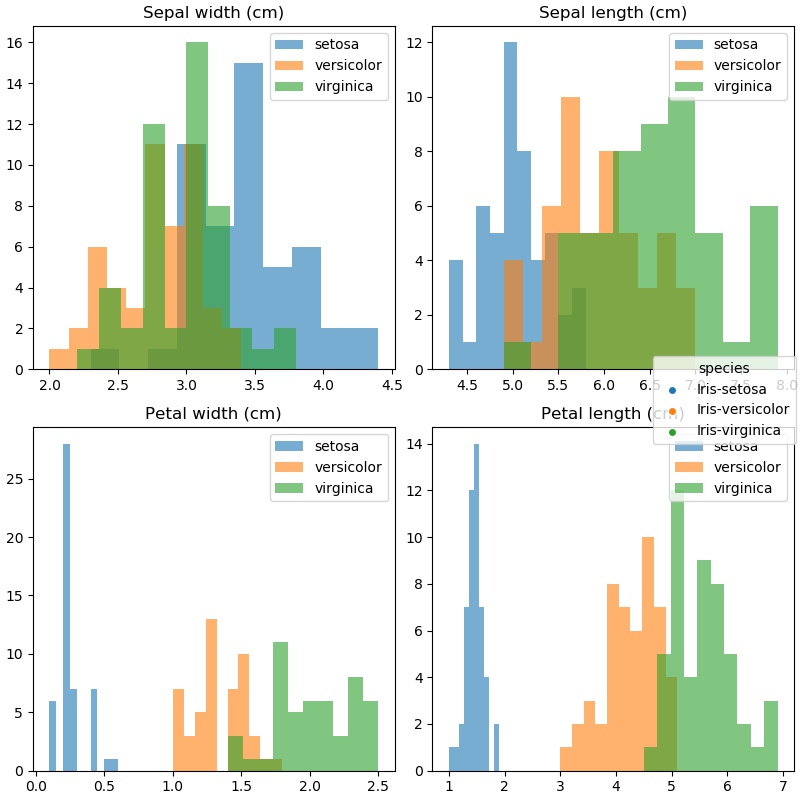 Sepal width (cm)
setosa
versicolor
virginica
16
14
12
10
8
6
4
2
0
2.0 2.5 3.0 3.5 4.0 4.5
Sepal length (cm)
setosa
versicolor
virginica
12
10
8
6
4
2
0
4.5 5.0 5.5 6.0 6.5 7.0 7.5 8.0
species
Iris-setosa
Iris-versicolor
Iris-virginica
Petal width (cm)
setosa
versicolor
virginica
25
20
15
10
5
0
0.0 0.5 1.0 1.5 2.0 2.5
Petal length (cm)
setosa
versicolor
virginica
14
12
10
8
6
4
2
0
1 2 3 4 5 6 7